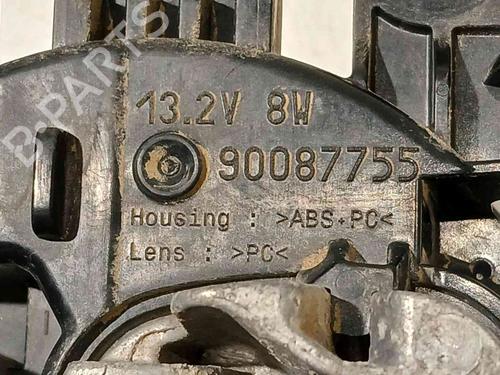 B-PARTS
13.2V 8W
90087755
Housing : >ABS+PC<
Lens : >PC<